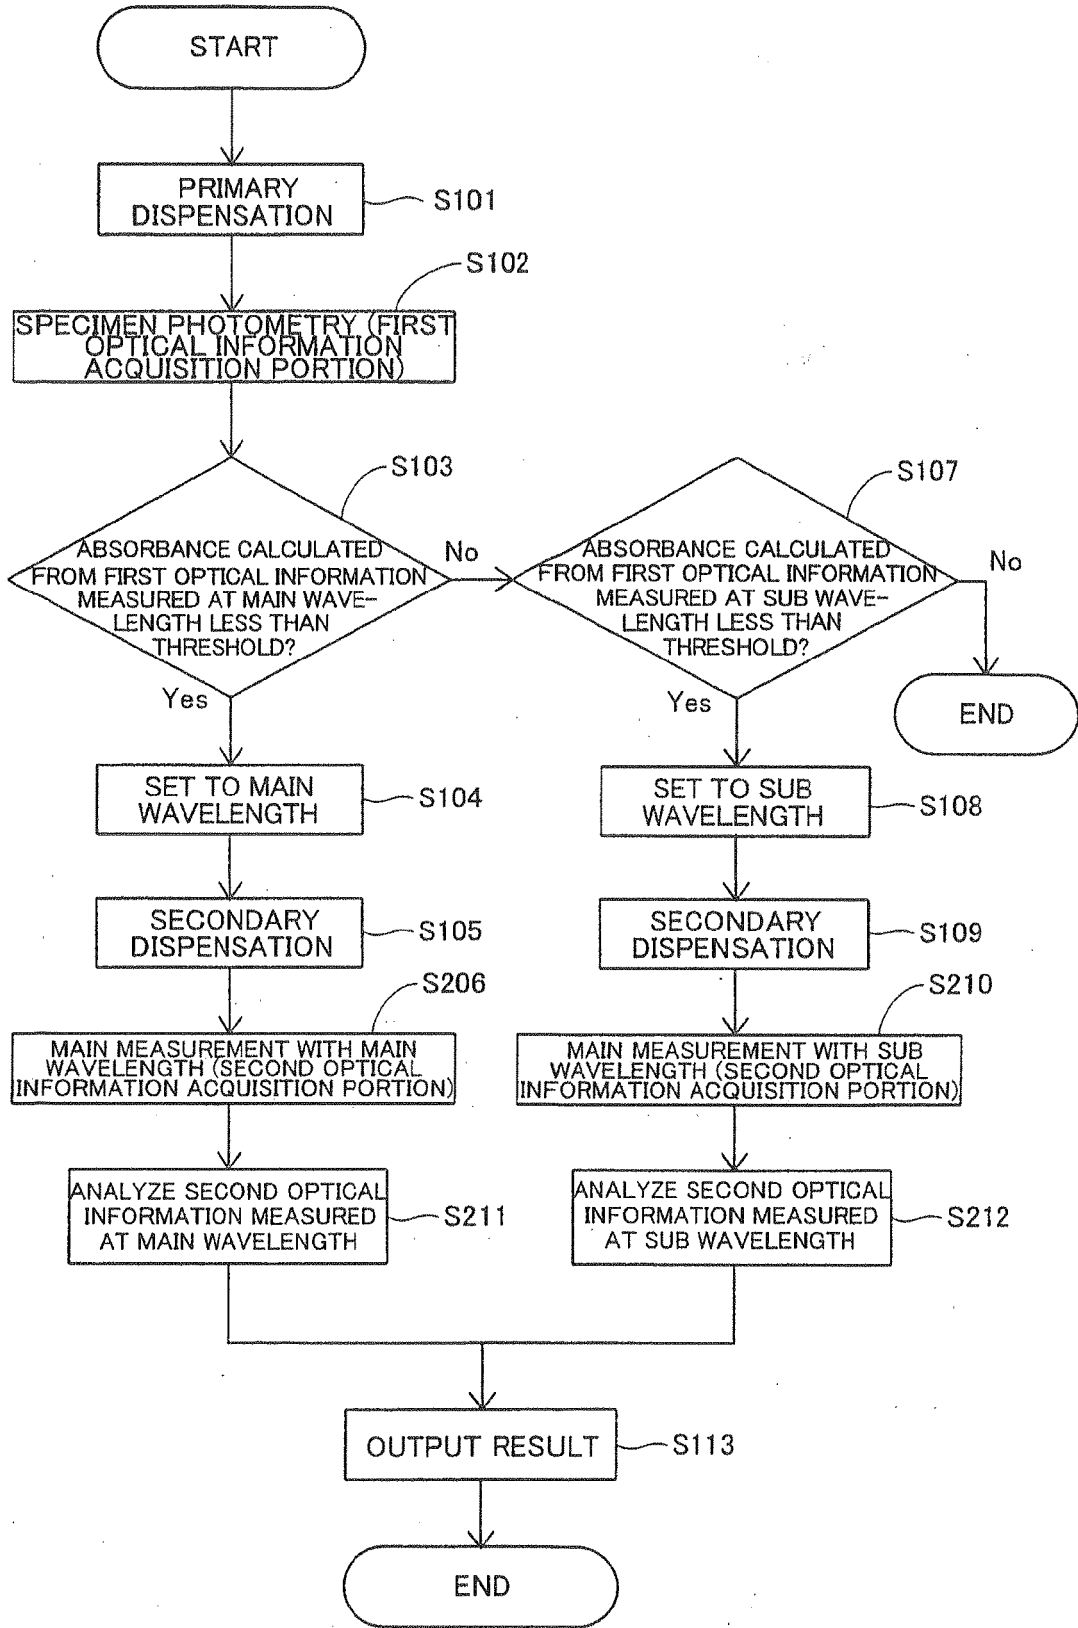 START
PRIMARY
DISPENSATION
S101
S102
SPECIMEN PHOTOMETRY (FIRST
OPTICAL INFORMATION
ACQUISITION PORTION)
S103
ABSORBANCE CALCULATED
FROM FIRST OPTICAL INFORMATION
MEASURED AT MAIN WAVE-
LENGTH LESS THAN
THRESHOLD?
No
Yes
S107
ABSORBANCE CALCULATED
FROM FIRST OPTICAL INFORMATION
MEASURED AT SUB WAVE-
LENGTH LESS THAN
THRESHOLD?
No
Yes
END
SET TO MAIN
WAVELENGTH
S104
SET TO SUB
WAVELENGTH
S108
SECONDARY
DISPENSATION
S105
SECONDARY
DISPENSATION
S109
S206
MAIN MEASUREMENT WITH MAIN
WAVELENGTH (SECOND OPTICAL
INFORMATION ACQUISITION PORTION)
S210
MAIN MEASUREMENT WITH SUB
WAVELENGTH (SECOND OPTICAL
INFORMATION ACQUISITION PORTION)
ANALYZE SECOND OPTICAL
INFORMATION MEASURED
AT MAIN WAVELENGTH
S211
ANALYZE SECOND OPTICAL
INFORMATION MEASURED
AT SUB WAVELENGTH
S212
OUTPUT RESULT
S113
END